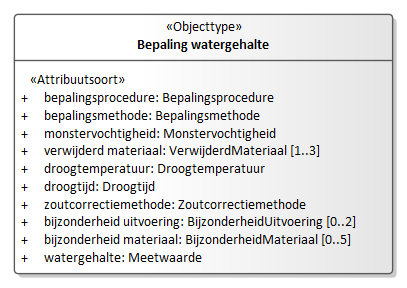 «Objecttype»
Bepaling watergehalte
«Attribuutsoort»
+ bepalingsprocedure: Bepalingsprocedure
+ bepalingsmethode: Bepalingsmethode
+ monstervochtigheid: Monstervochtigheid
+ verwijderd materiaal: VerwijderdMateriaal [1..3]
+ droogtemperatuur: Droogtemperatuur
+ droogtijd: Droogtijd
+ zoutcorrectiemethode: Zoutcorrectiemethode
+ bijzonderheid uitvoering: BijzonderheidUitvoering [0..2]
+ bijzonderheid materiaal: BijzonderheidMateriaal [0..5]
+ watergehalte: Meetwaarde